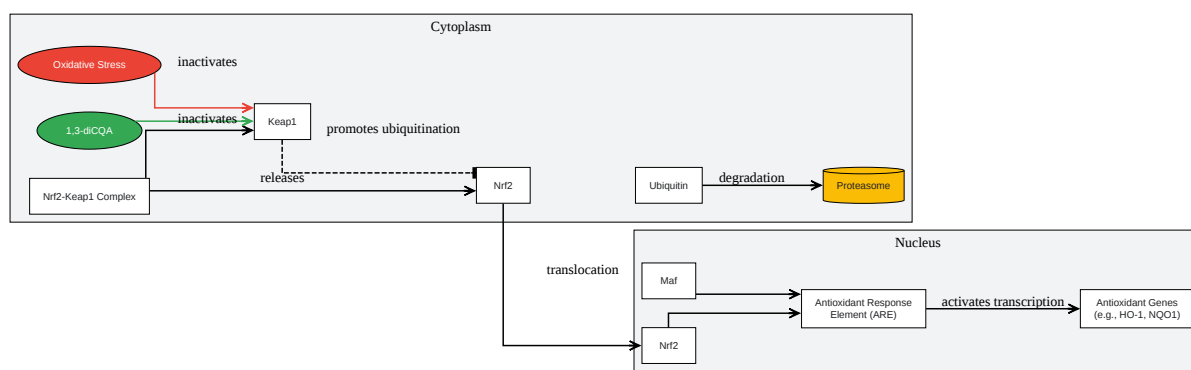 Cytoplasm
Oxidative Stress
inactivates
1,3-diCQA
inactivates
Keap1
promotes ubiquitination
Nrf2-Keap1 Complex
releases
Nrf2
Ubiquitin
degradation
Proteasome
translocation
Nucleus
Maf
Nrf2
Antioxidant Response
Element (ARE)
activates transcription
Antioxidant Genes
(e.g., HO-1, NQO1)